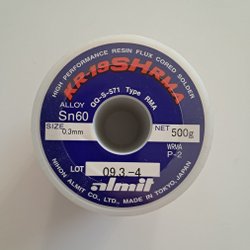 HIGH PERFORMANCE RESIN FLUX CORED SOLDER
KR-19SHRMA
QQ-S-571 Type RMA
ALLOY
Sn60
SIZE
0.3mm
NET
500g
WRMA
P-2
LOT
09.3-4
almit
NIHON ALMIT CO., LTD. MADE IN TOKYO, JAPAN